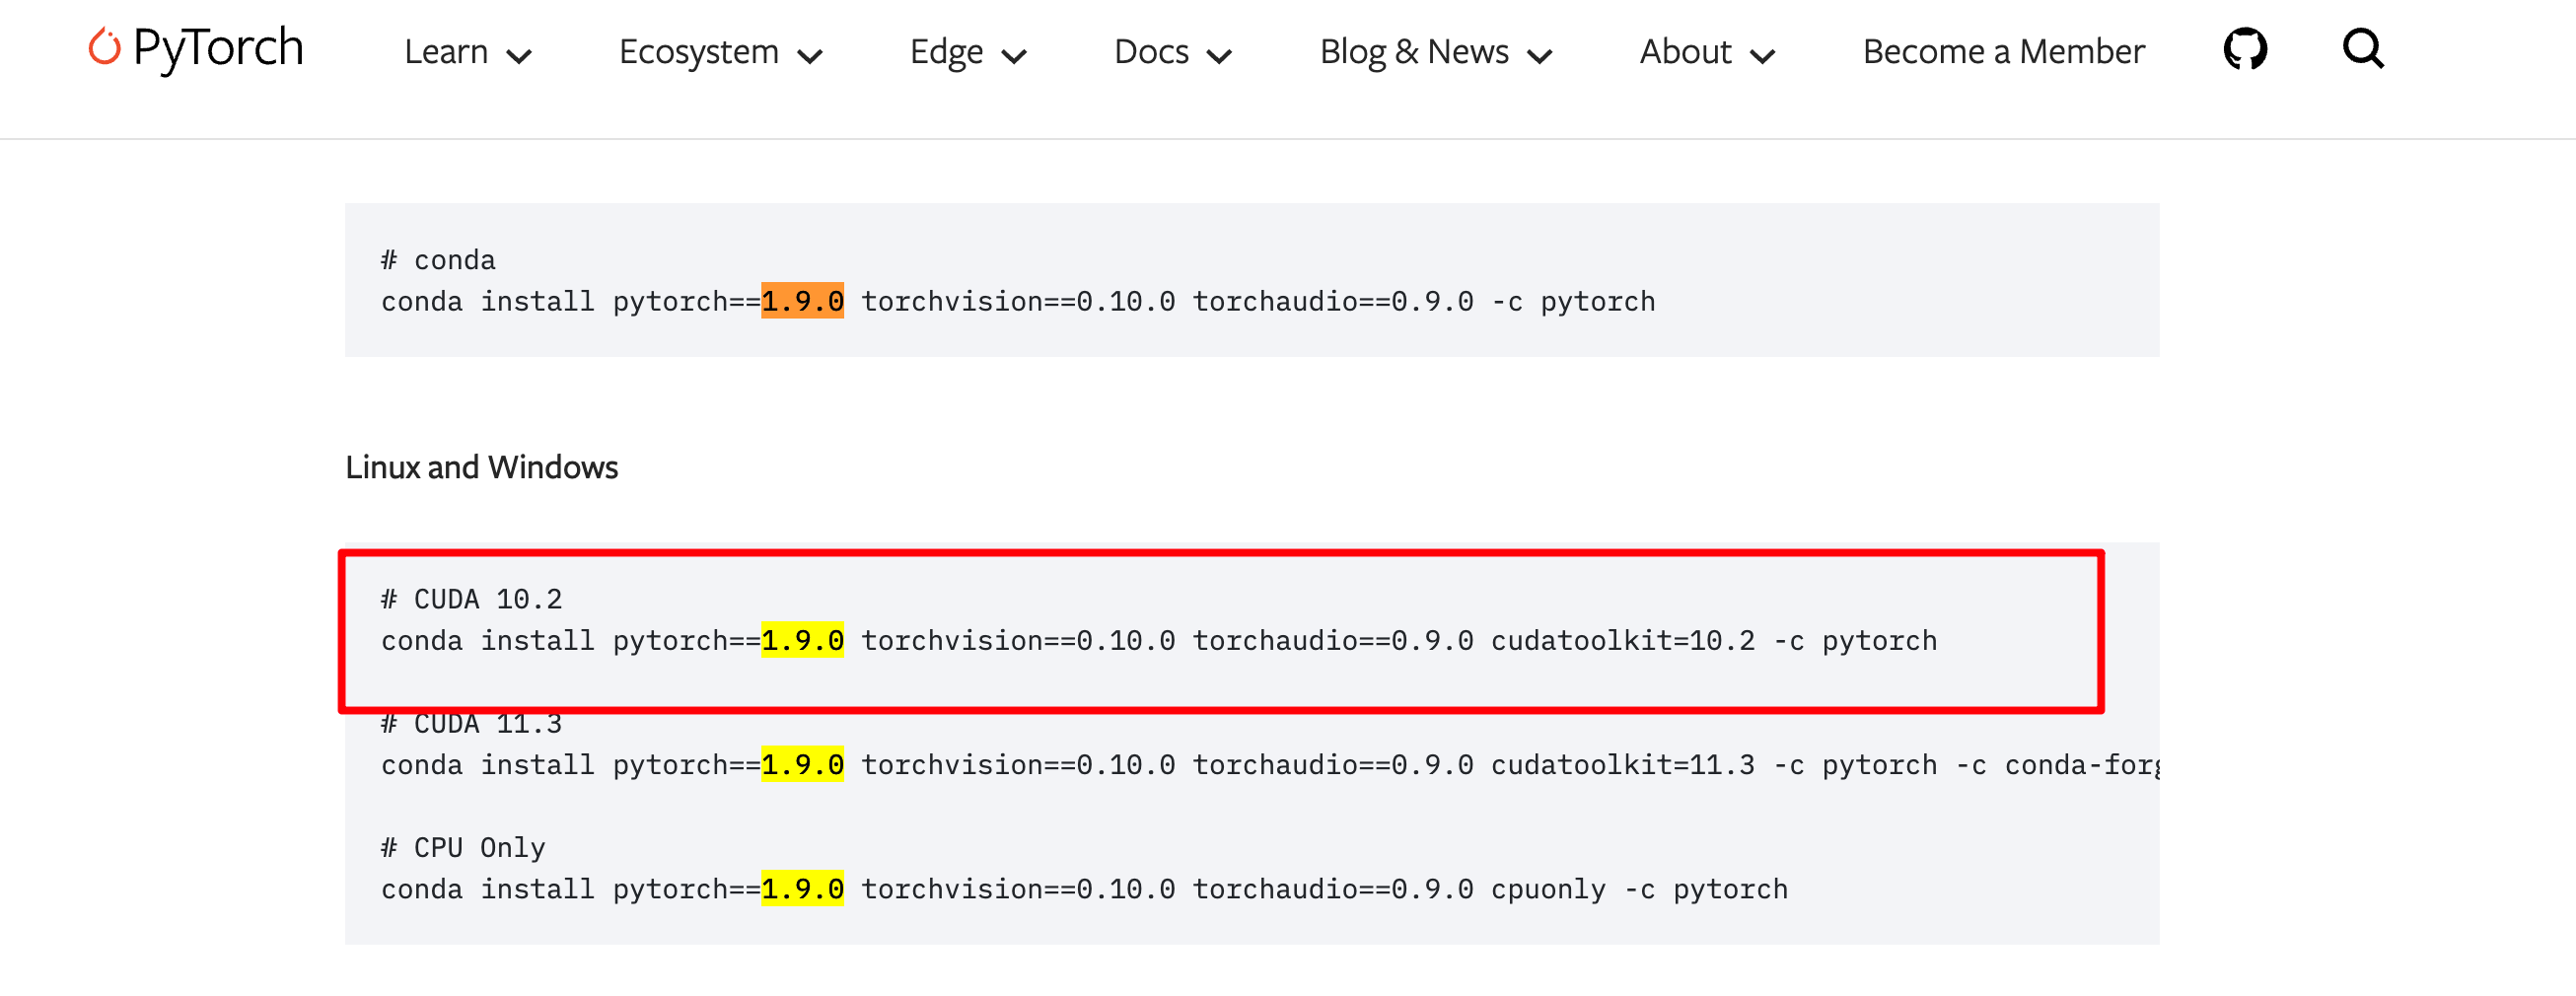 PyTorch Learn Ecosystem Edge Docs Blog & News About Become a Member
# conda
conda install pytorch==1.9.0 torchvision==0.10.0 torchaudio==0.9.0 -c pytorch
Linux and Windows
# CUDA 10.2
conda install pytorch==1.9.0 torchvision==0.10.0 torchaudio==0.9.0 cudatoolkit=10.2 -c pytorch
# CUDA 11.3
conda install pytorch==1.9.0 torchvision==0.10.0 torchaudio==0.9.0 cudatoolkit=11.3 -c pytorch -c conda-forg
# CPU Only
conda install pytorch==1.9.0 torchvision==0.10.0 torchaudio==0.9.0 cpuonly -c pytorch